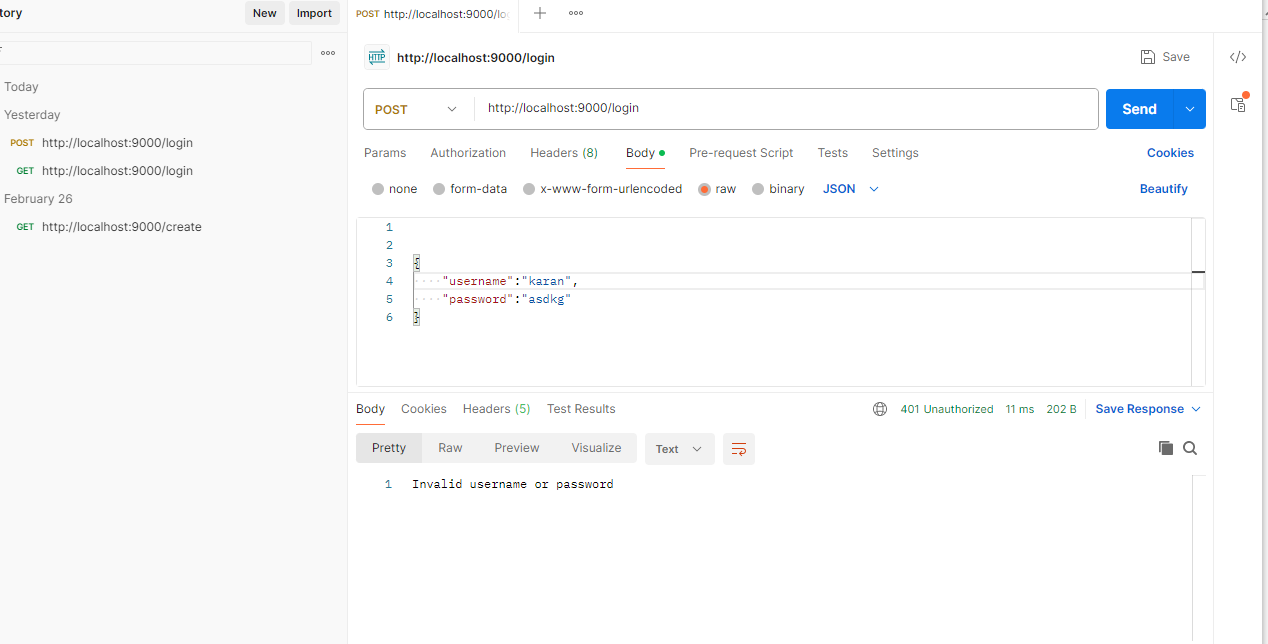 tory
New Import
POST http://localhost:9000/lo
http://localhost:9000/login
Save
Today
Yesterday
POST http://localhost:9000/login
GET http://localhost:9000/login
February 26
GET http://localhost:9000/create
POST http://localhost:9000/login
Send
Params Authorization Headers (8) Body Pre-request Script Tests Settings Cookies
none form-data x-www-form-urlencoded raw binary JSON Beautify
1
2
3 {
4 "username":"karan",
5 "password":"asdkg"
6 }
Body Cookies Headers (5) Test Results 401 Unauthorized 11 ms 202 B Save Response
Pretty Raw Preview Visualize Text
1 Invalid username or password